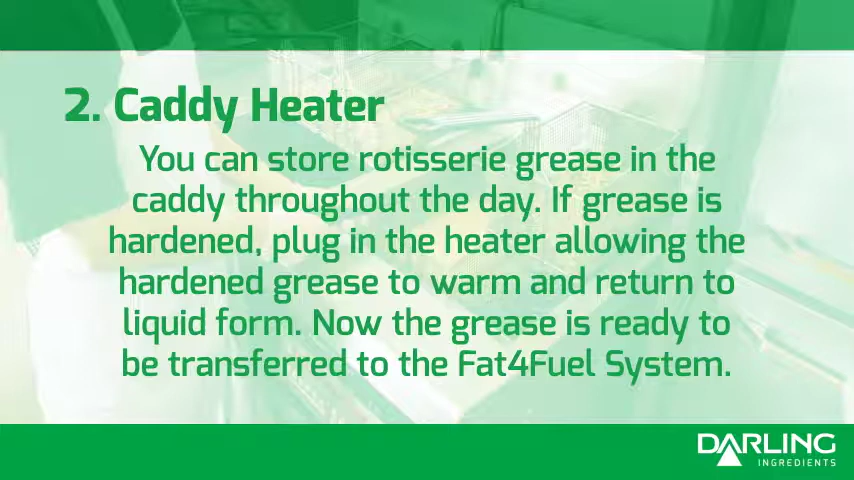 2. Caddy Heater
You can store rotisserie grease in the
caddy throughout the day. If grease is
hardened, plug in the heater allowing the
hardened grease to warm and return to
liquid form. Now the grease is ready to
be transferred to the Fat4Fuel System.
DARLING
INGREDIENTS